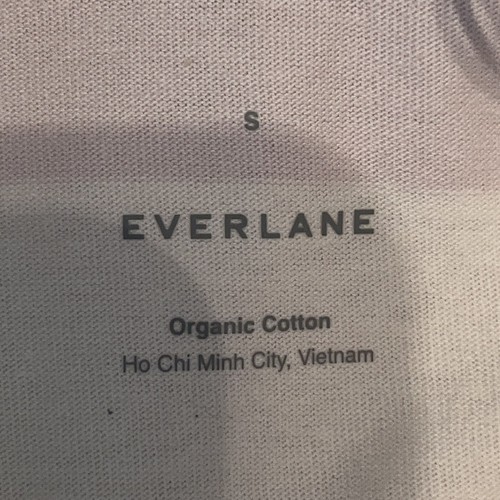 S
EVERLANE
Organic Cotton
Ho Chi Minh City, Vietnam